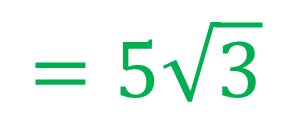 = 5√3